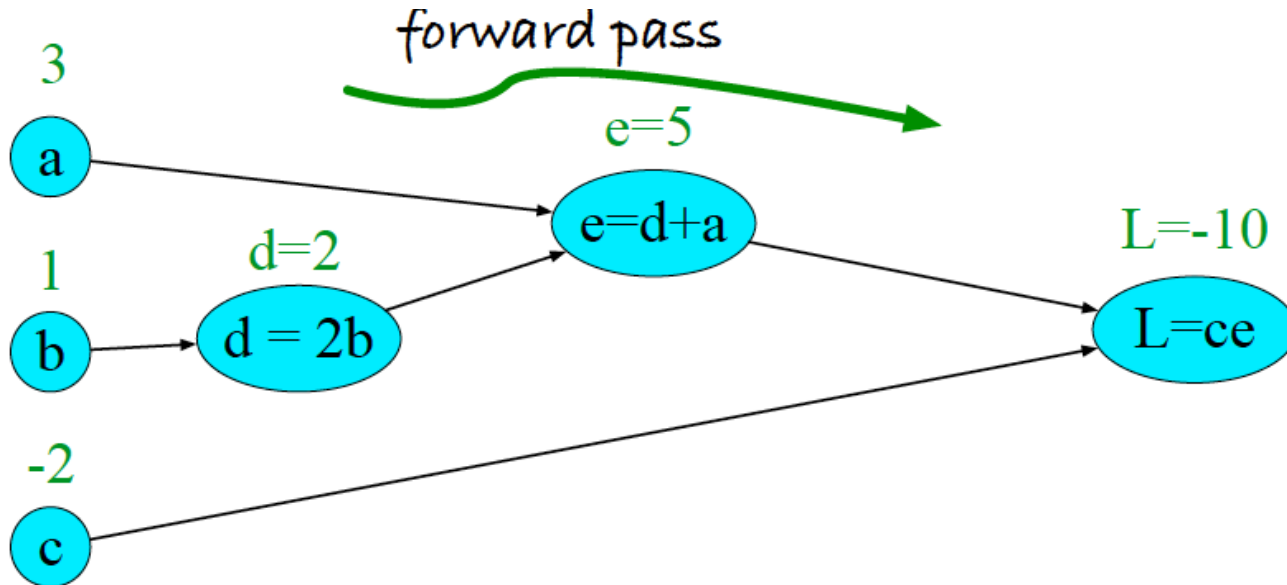 forward pass
3
a
e=5
e=d+a
1
b
d=2
d = 2b
L=-10
L=ce
-2
c